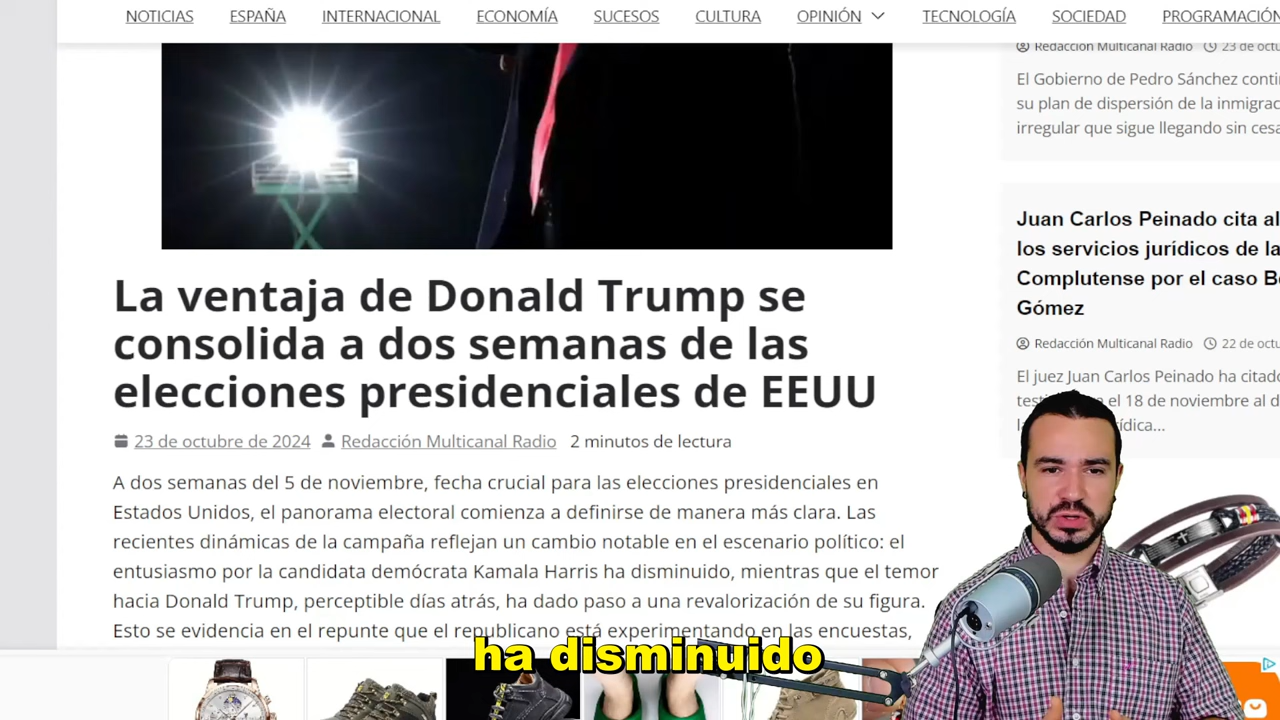 NOTICIAS ESPAÑA INTERNACIONAL ECONOMÍA SUCESOS CULTURA OPINIÓN TECNOLOGÍA SOCIEDAD PROGRAMACIÓN
La ventaja de Donald Trump se
consolida a dos semanas de las
elecciones presidenciales de EEUU
23 de octubre de 2024 Redacción Multicanal Radio 2 minutos de lectura
A dos semanas del 5 de noviembre, fecha crucial para las elecciones presidenciales en
Estados Unidos, el panorama electoral comienza a definirse de manera más clara. Las
recientes dinámicas de la campaña reflejan un cambio notable en el escenario político: el
entusiasmo por la candidata demócrata Kamala Harris ha disminuido, mientras que el temor
hacia Donald Trump, perceptible días atrás, ha dado paso a una revalorización de su figura.
Esto se evidencia en el repunte que el republicano está experimentando en las encuestas,
ha disminuido
Redacción Multicanal Radio 23 de octu
El Gobierno de Pedro Sánchez conti
su plan de dispersión de la inmigrac
irregular que sigue llegando sin cesa
Juan Carlos Peinado cita al
los servicios jurídicos de la
Complutense por el caso Be
Gómez
Redacción Multicanal Radio 22 de octu
El juez Juan Carlos Peinado ha citado
el 18 de noviembre al d